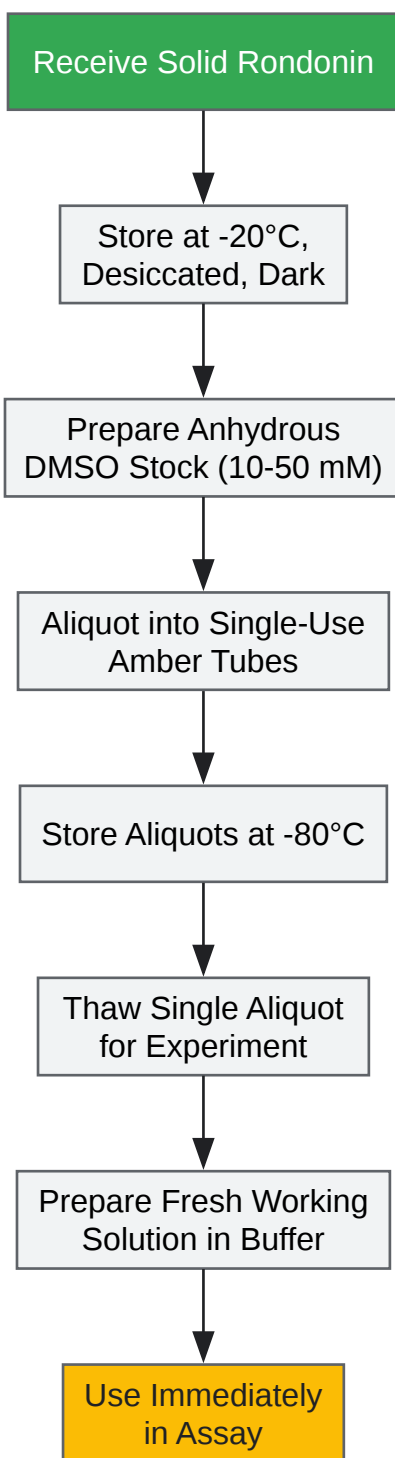 Receive Solid Rondonin
Store at -20°C,
Desiccated, Dark
Prepare Anhydrous
DMSO Stock (10-50 mM)
Aliquot into Single-Use
Amber Tubes
Store Aliquots at -80°C
Thaw Single Aliquot
for Experiment
Prepare Fresh Working
Solution in Buffer
Use Immediately
in Assay